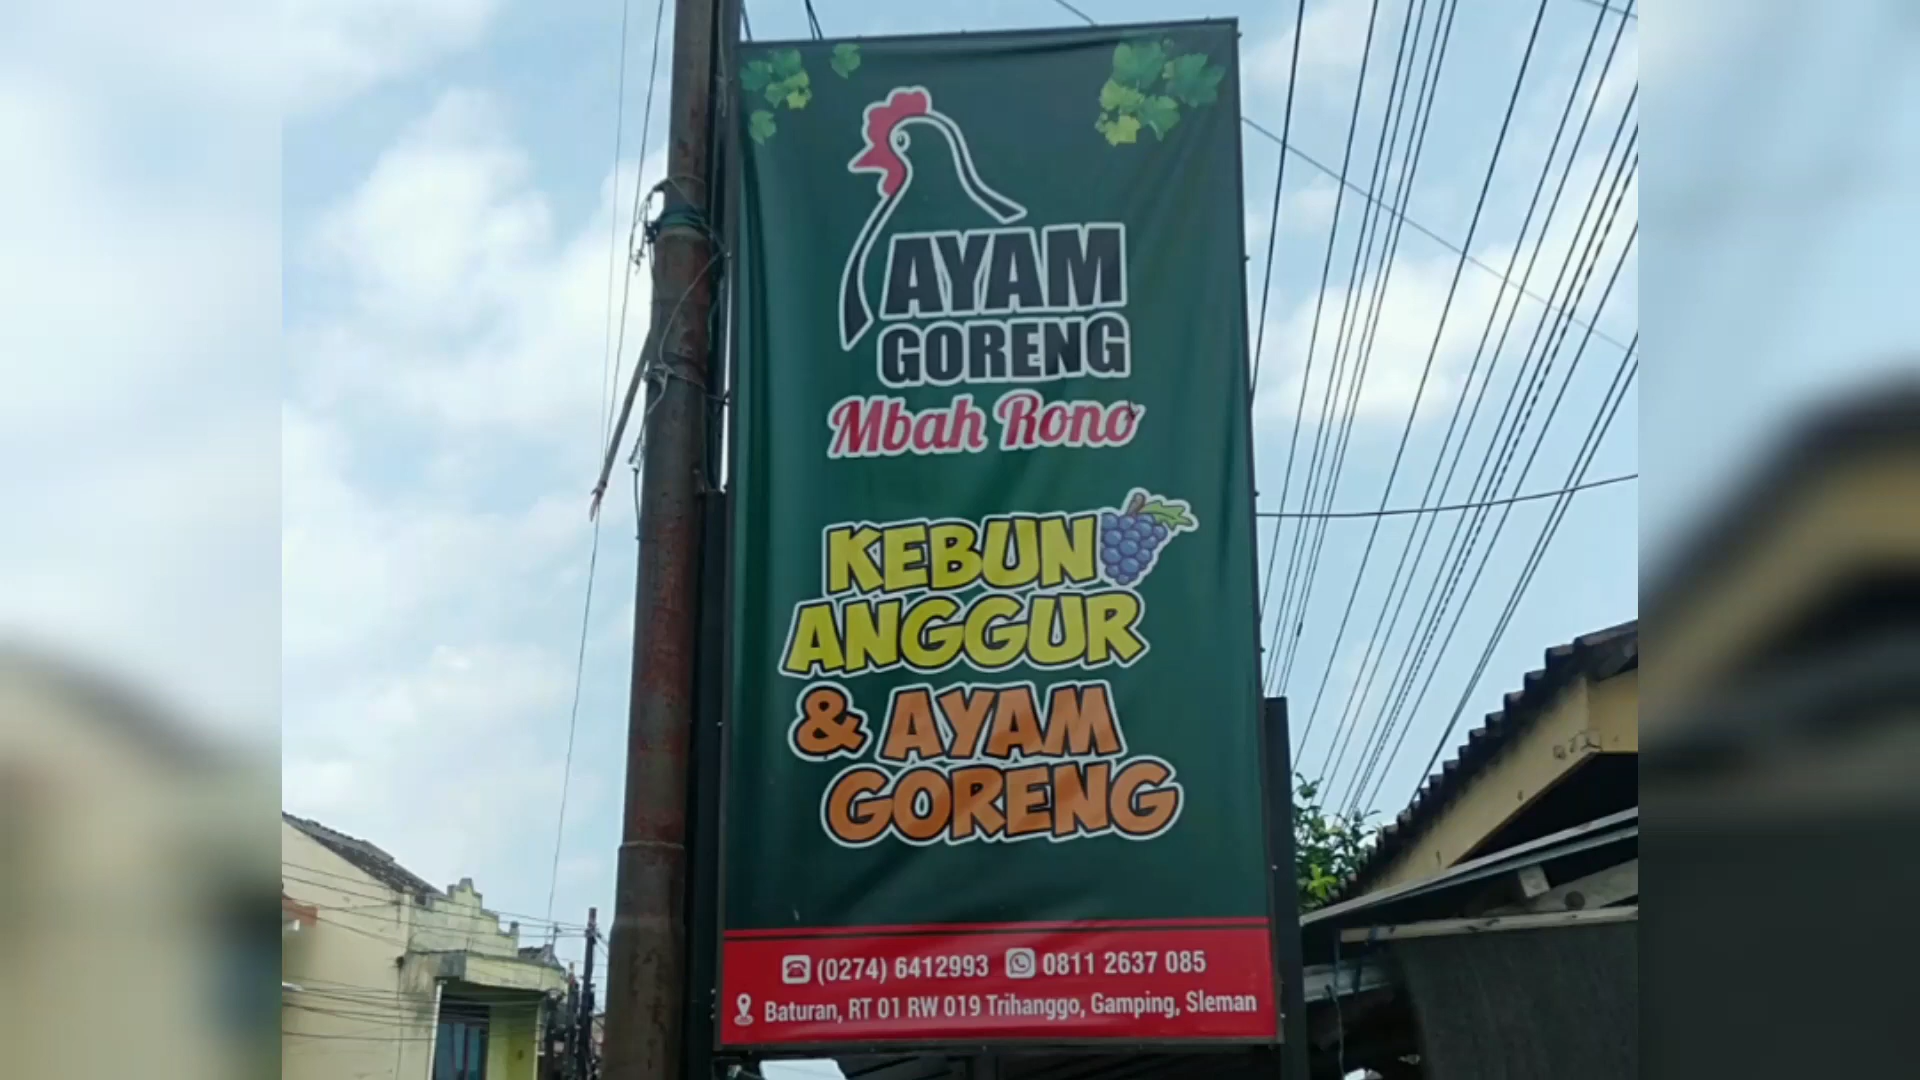 AYAM
GORENG
Mbah Rono
KEBUN
ANGGUR
& AYAM
GORENG
(0274) 6412993 0811 2637 085
Baturan, RT 01 RW 019 Trihanggo, Gamping, Sleman